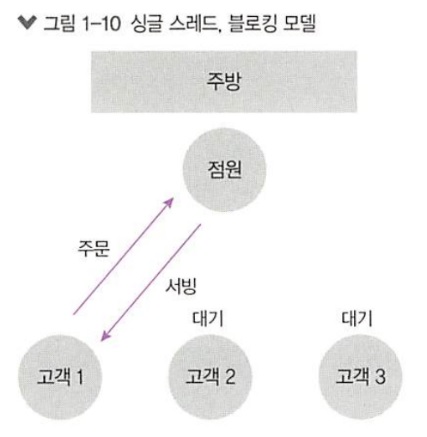 그림 1-10 싱글 스레드, 블로킹 모델
주방
점원
주문
서빙
대기
대기
고객 1
고객 2
고객 3